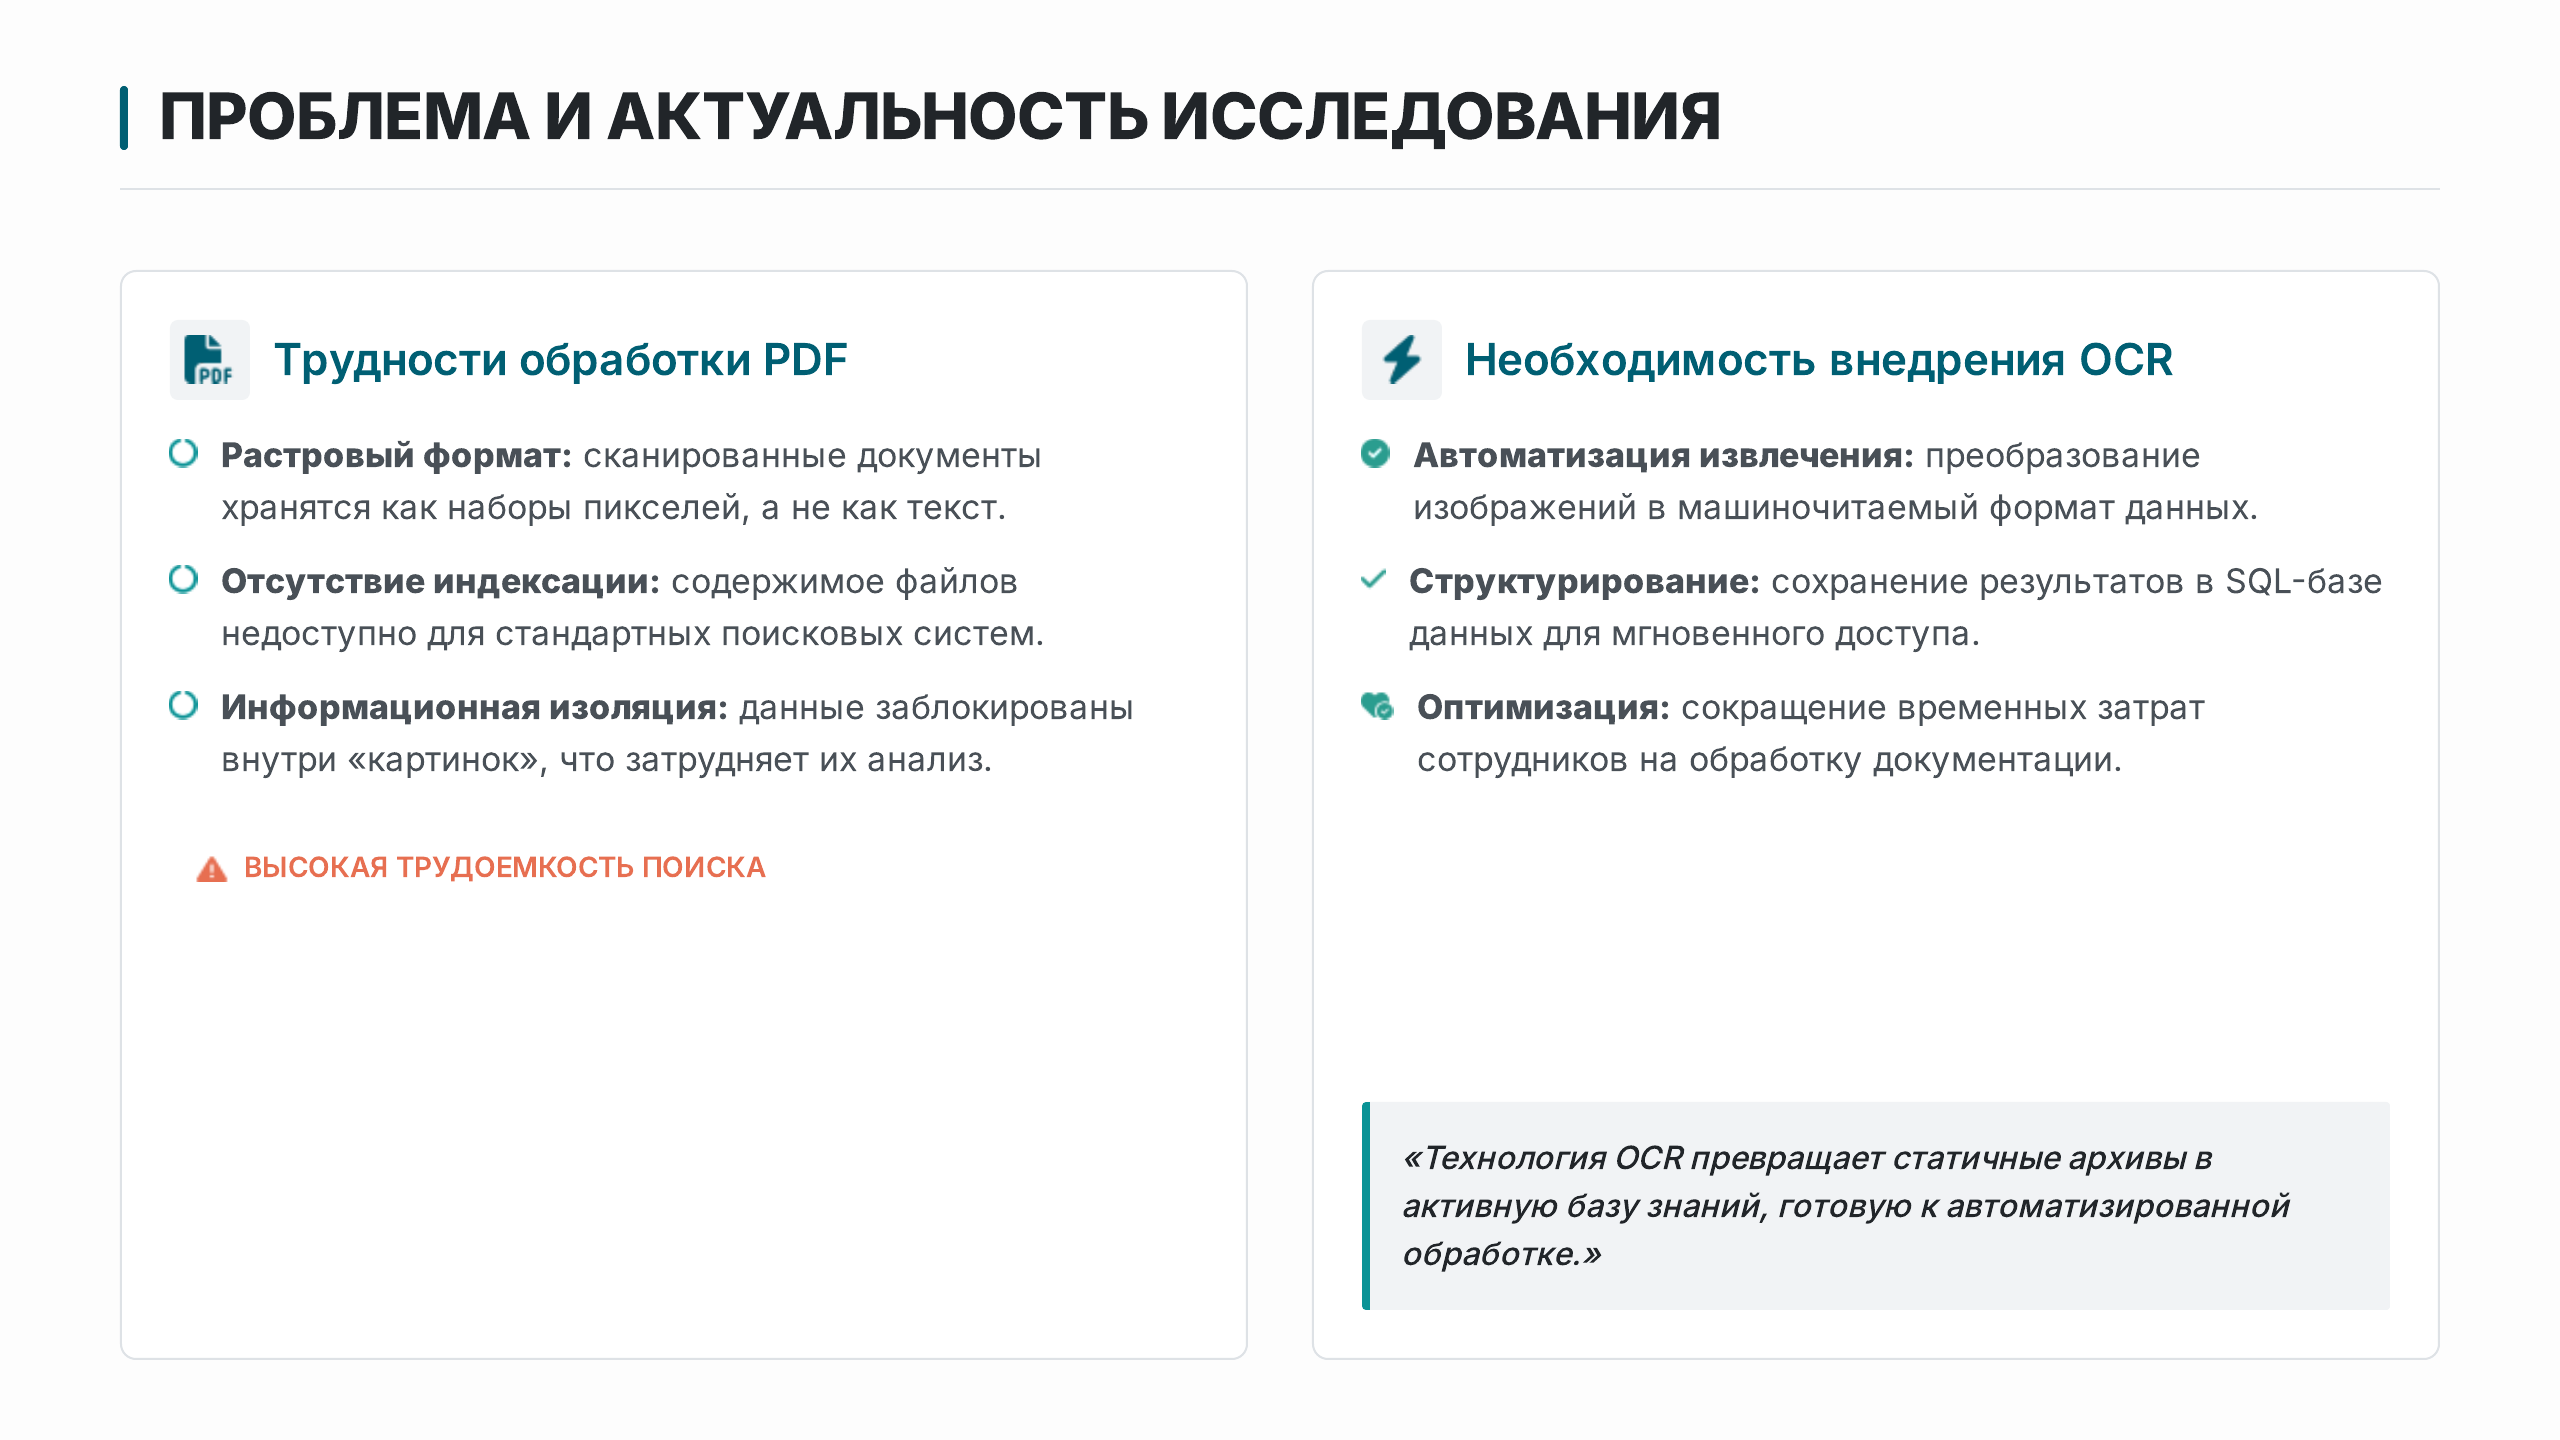 ПРОБЛЕМА И АКТУАЛЬНОСТЬ ИССЛЕДОВАНИЯ
PDF
Трудности обработки PDF
Растровый формат: сканированные документы
хранятся как наборы пикселей, а не как текст.
Отсутствие индексации: содержимое файлов
недоступно для стандартных поисковых систем.
Информационная изоляция: данные заблокированы
внутри «картинок», что затрудняет их анализ.
ВЫСОКАЯ ТРУДОЕМКОСТЬ ПОИСКА
Необходимость внедрения OCR
Автоматизация извлечения: преобразование
изображений в машиночитаемый формат данных.
Структурирование: сохранение результатов в SQL-базе
данных для мгновенного доступа.
Оптимизация: сокращение временных затрат
сотрудников на обработку документации.
«Технология OCR превращает статичные архивы в
активную базу знаний, готовую к автоматизированной
обработке.»